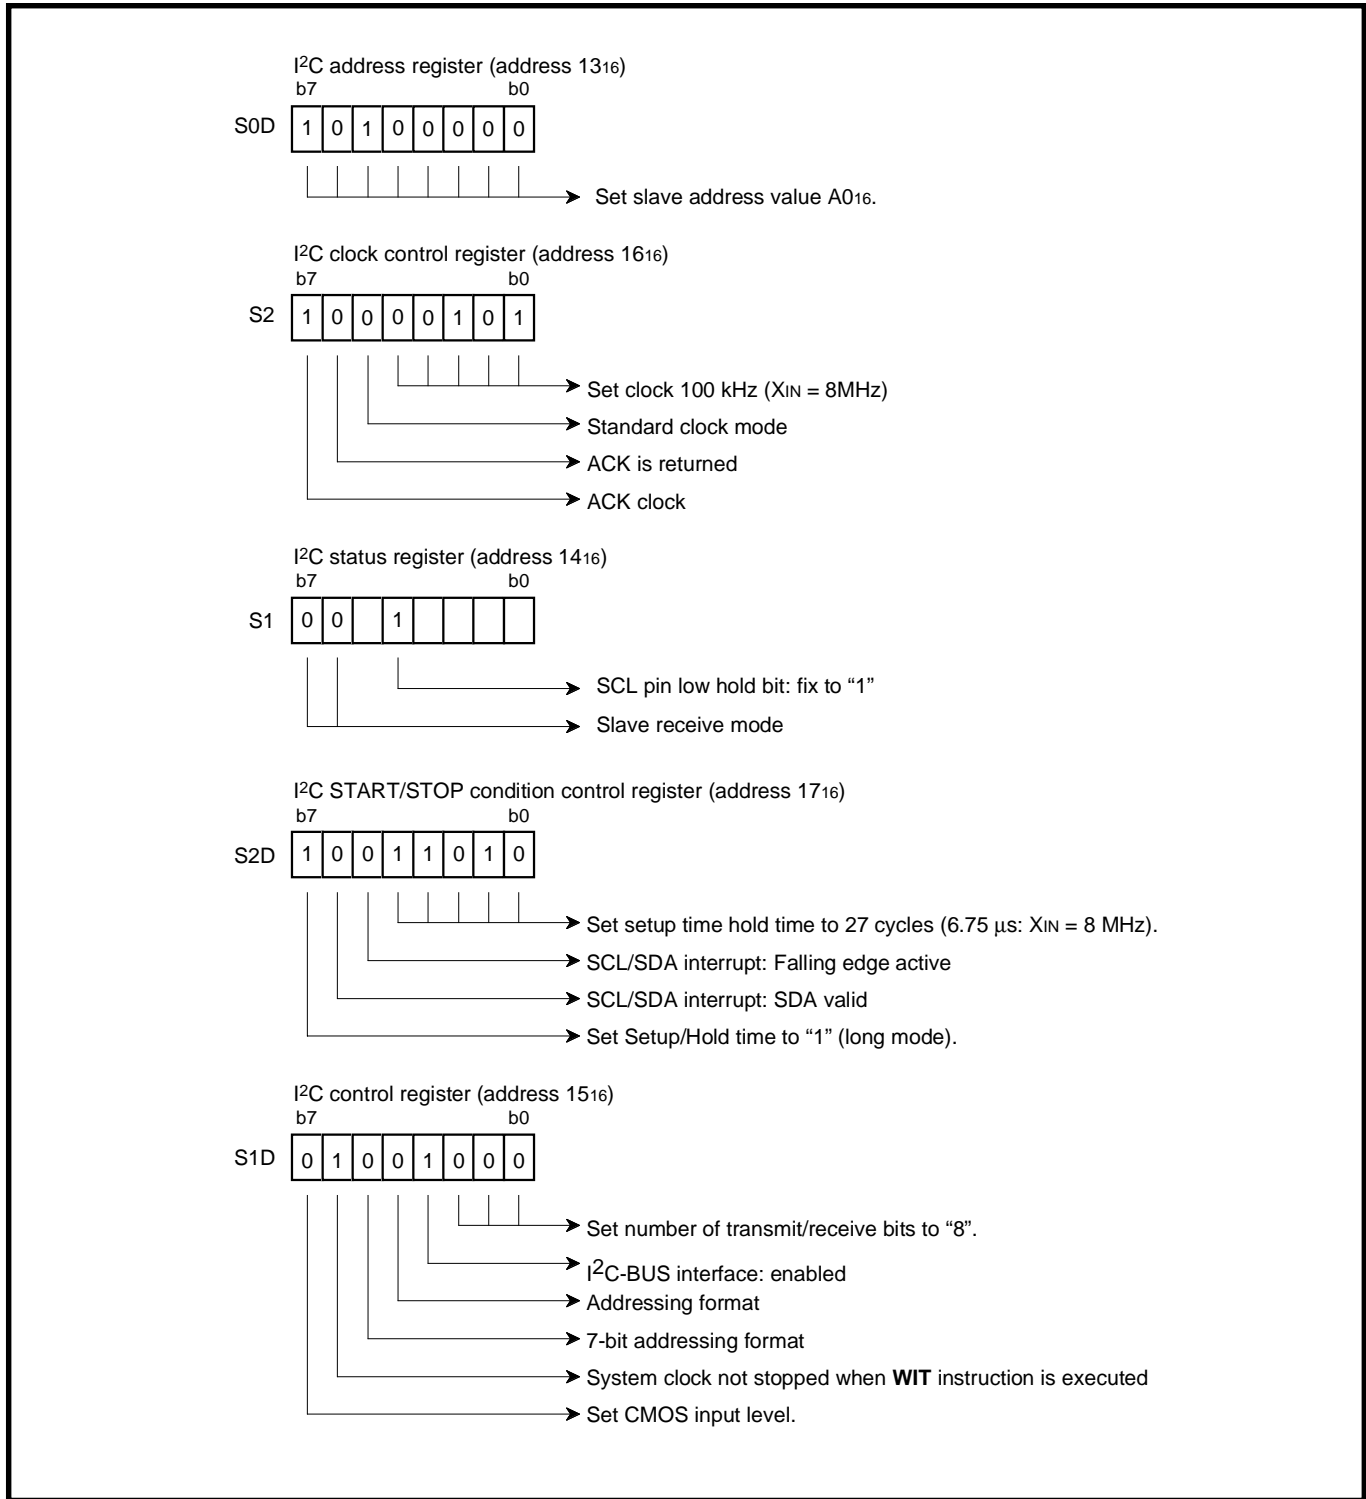 I2C address register (address 1316)
b7 b0
S0D 1 0 1 0 0 0 0 0
Set slave address value A016.
I2C clock control register (address 1616)
b7 b0
S2 1 0 0 0 0 1 0 1
Set clock 100 kHz (XIN = 8MHz)
Standard clock mode
ACK is returned
ACK clock
I2C status register (address 1416)
b7 b0
S1 0 0 1
SCL pin low hold bit: fix to “1”
Slave receive mode
I2C START/STOP condition control register (address 1716)
b7 b0
S2D 1 0 0 1 1 0 1 0
Set setup time hold time to 27 cycles (6.75 μs: XIN = 8 MHz).
SCL/SDA interrupt: Falling edge active
SCL/SDA interrupt: SDA valid
Set Setup/Hold time to “1” (long mode).
I2C control register (address 1516)
b7 b0
S1D 0 1 0 0 1 0 0 0
Set number of transmit/receive bits to “8”.
I2C-BUS interface: enabled
Addressing format
7-bit addressing format
System clock not stopped when WIT instruction is executed
Set CMOS input level.